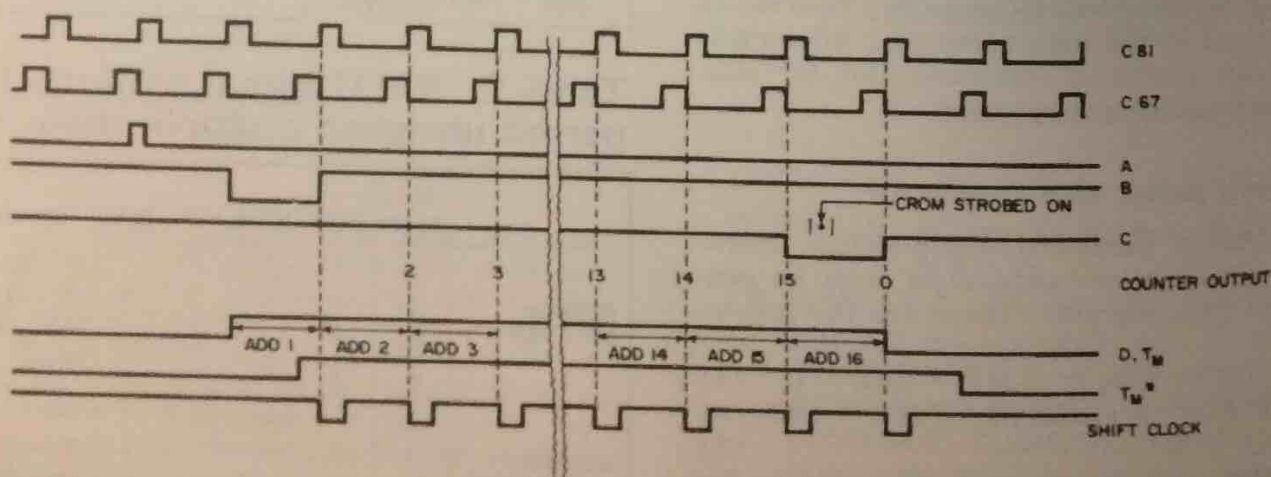 C 81
C 67
A
B
CROM STROBED ON
C
2 3 13 14 15 0
COUNTER OUTPUT
ADD 1 ADD 2 ADD 3 ADD 14 ADD 15 ADD 16
D, TM
TM*
SHIFT CLOCK